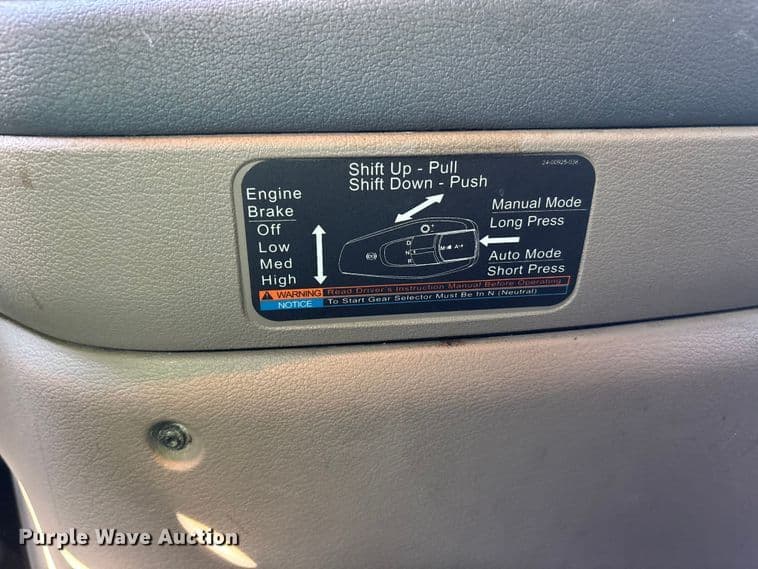 24-00925-036
Shift Up - Pull
Shift Down - Push
Engine
Brake
Off
Low
Med
High
Manual Mode
Long Press
Auto Mode
Short Press
D
N
R
M A
WARNING Read Driver's Instruction Manual Before Operating
NOTICE To Start Gear Selector Must Be In N (Neutral)
Purple Wave Auction